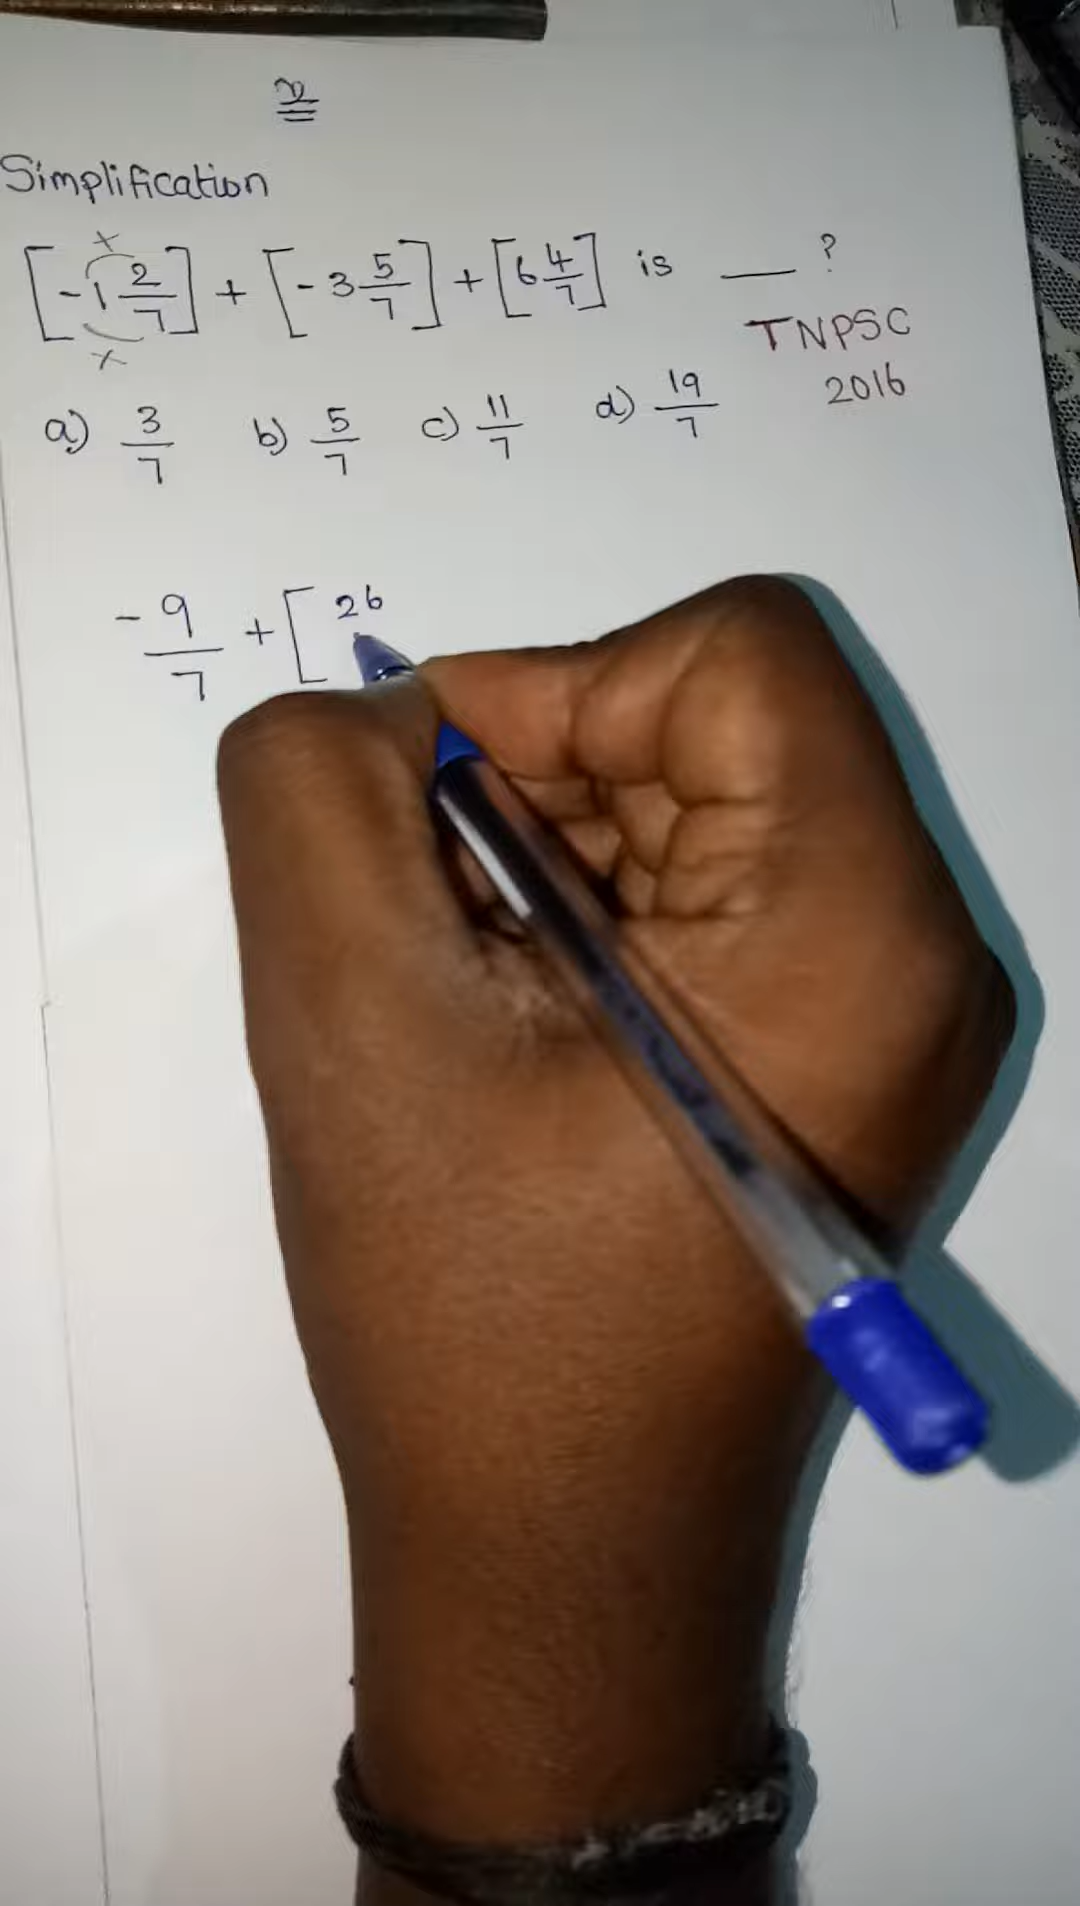 Simplification
[-1 2/7] + [-3 5/7] + [6 4/7] is ___ ?
TNPSC
2016
a) 3/7 b) 5/7 c) 11/7 d) 19/7
-9/7 + [26